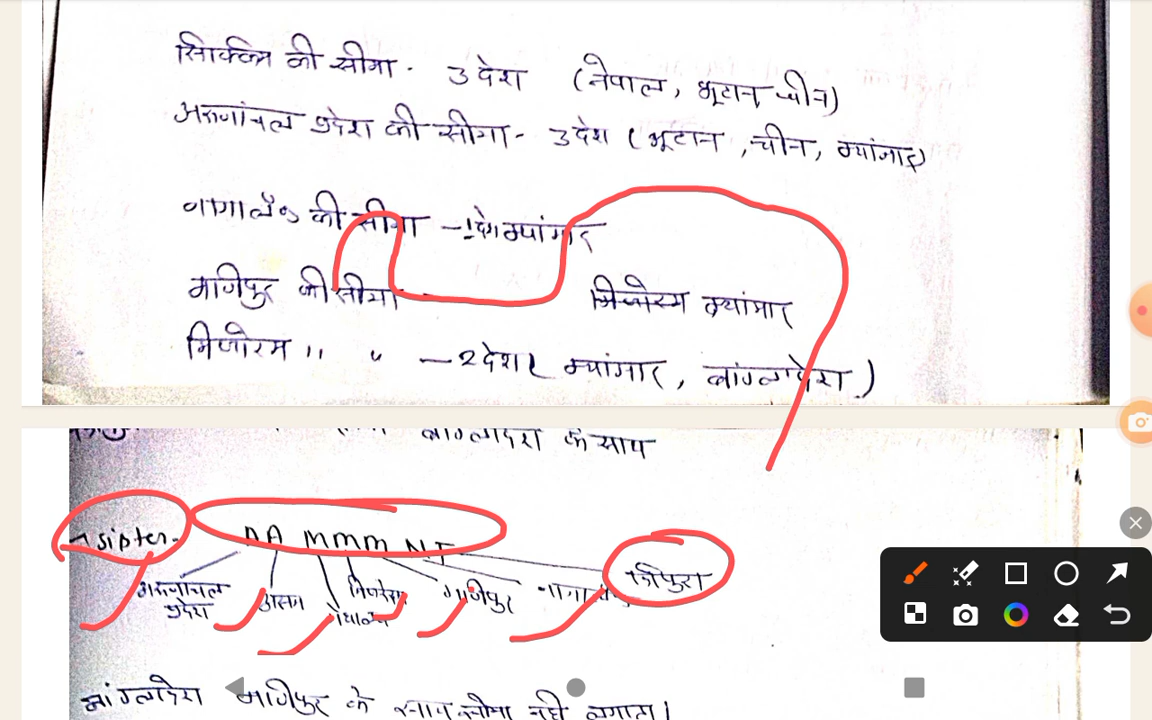 सिक्किम की सीमा - 3 देश (नेपाल, भूटान चीन)
अरुणांचल प्रदेश की सीमा - 3 देश (भूटान, चीन, म्यांमार)
नागालैंड की सीमा - 1 देश म्यांमार
मणिपुर की सीमा - मिजोरम म्यांमार
मिजोरम " " - 2 देश ( म्यांमार, बांग्लादेश )
बांग्लादेश के साथ
7 sister - AA MMM NT
अरुणांचल प्रदेश असम मिजोरम मणिपुर त्रिपुरा
बांग्लादेश मणिपुर के साथ सीमा नही लगाता।